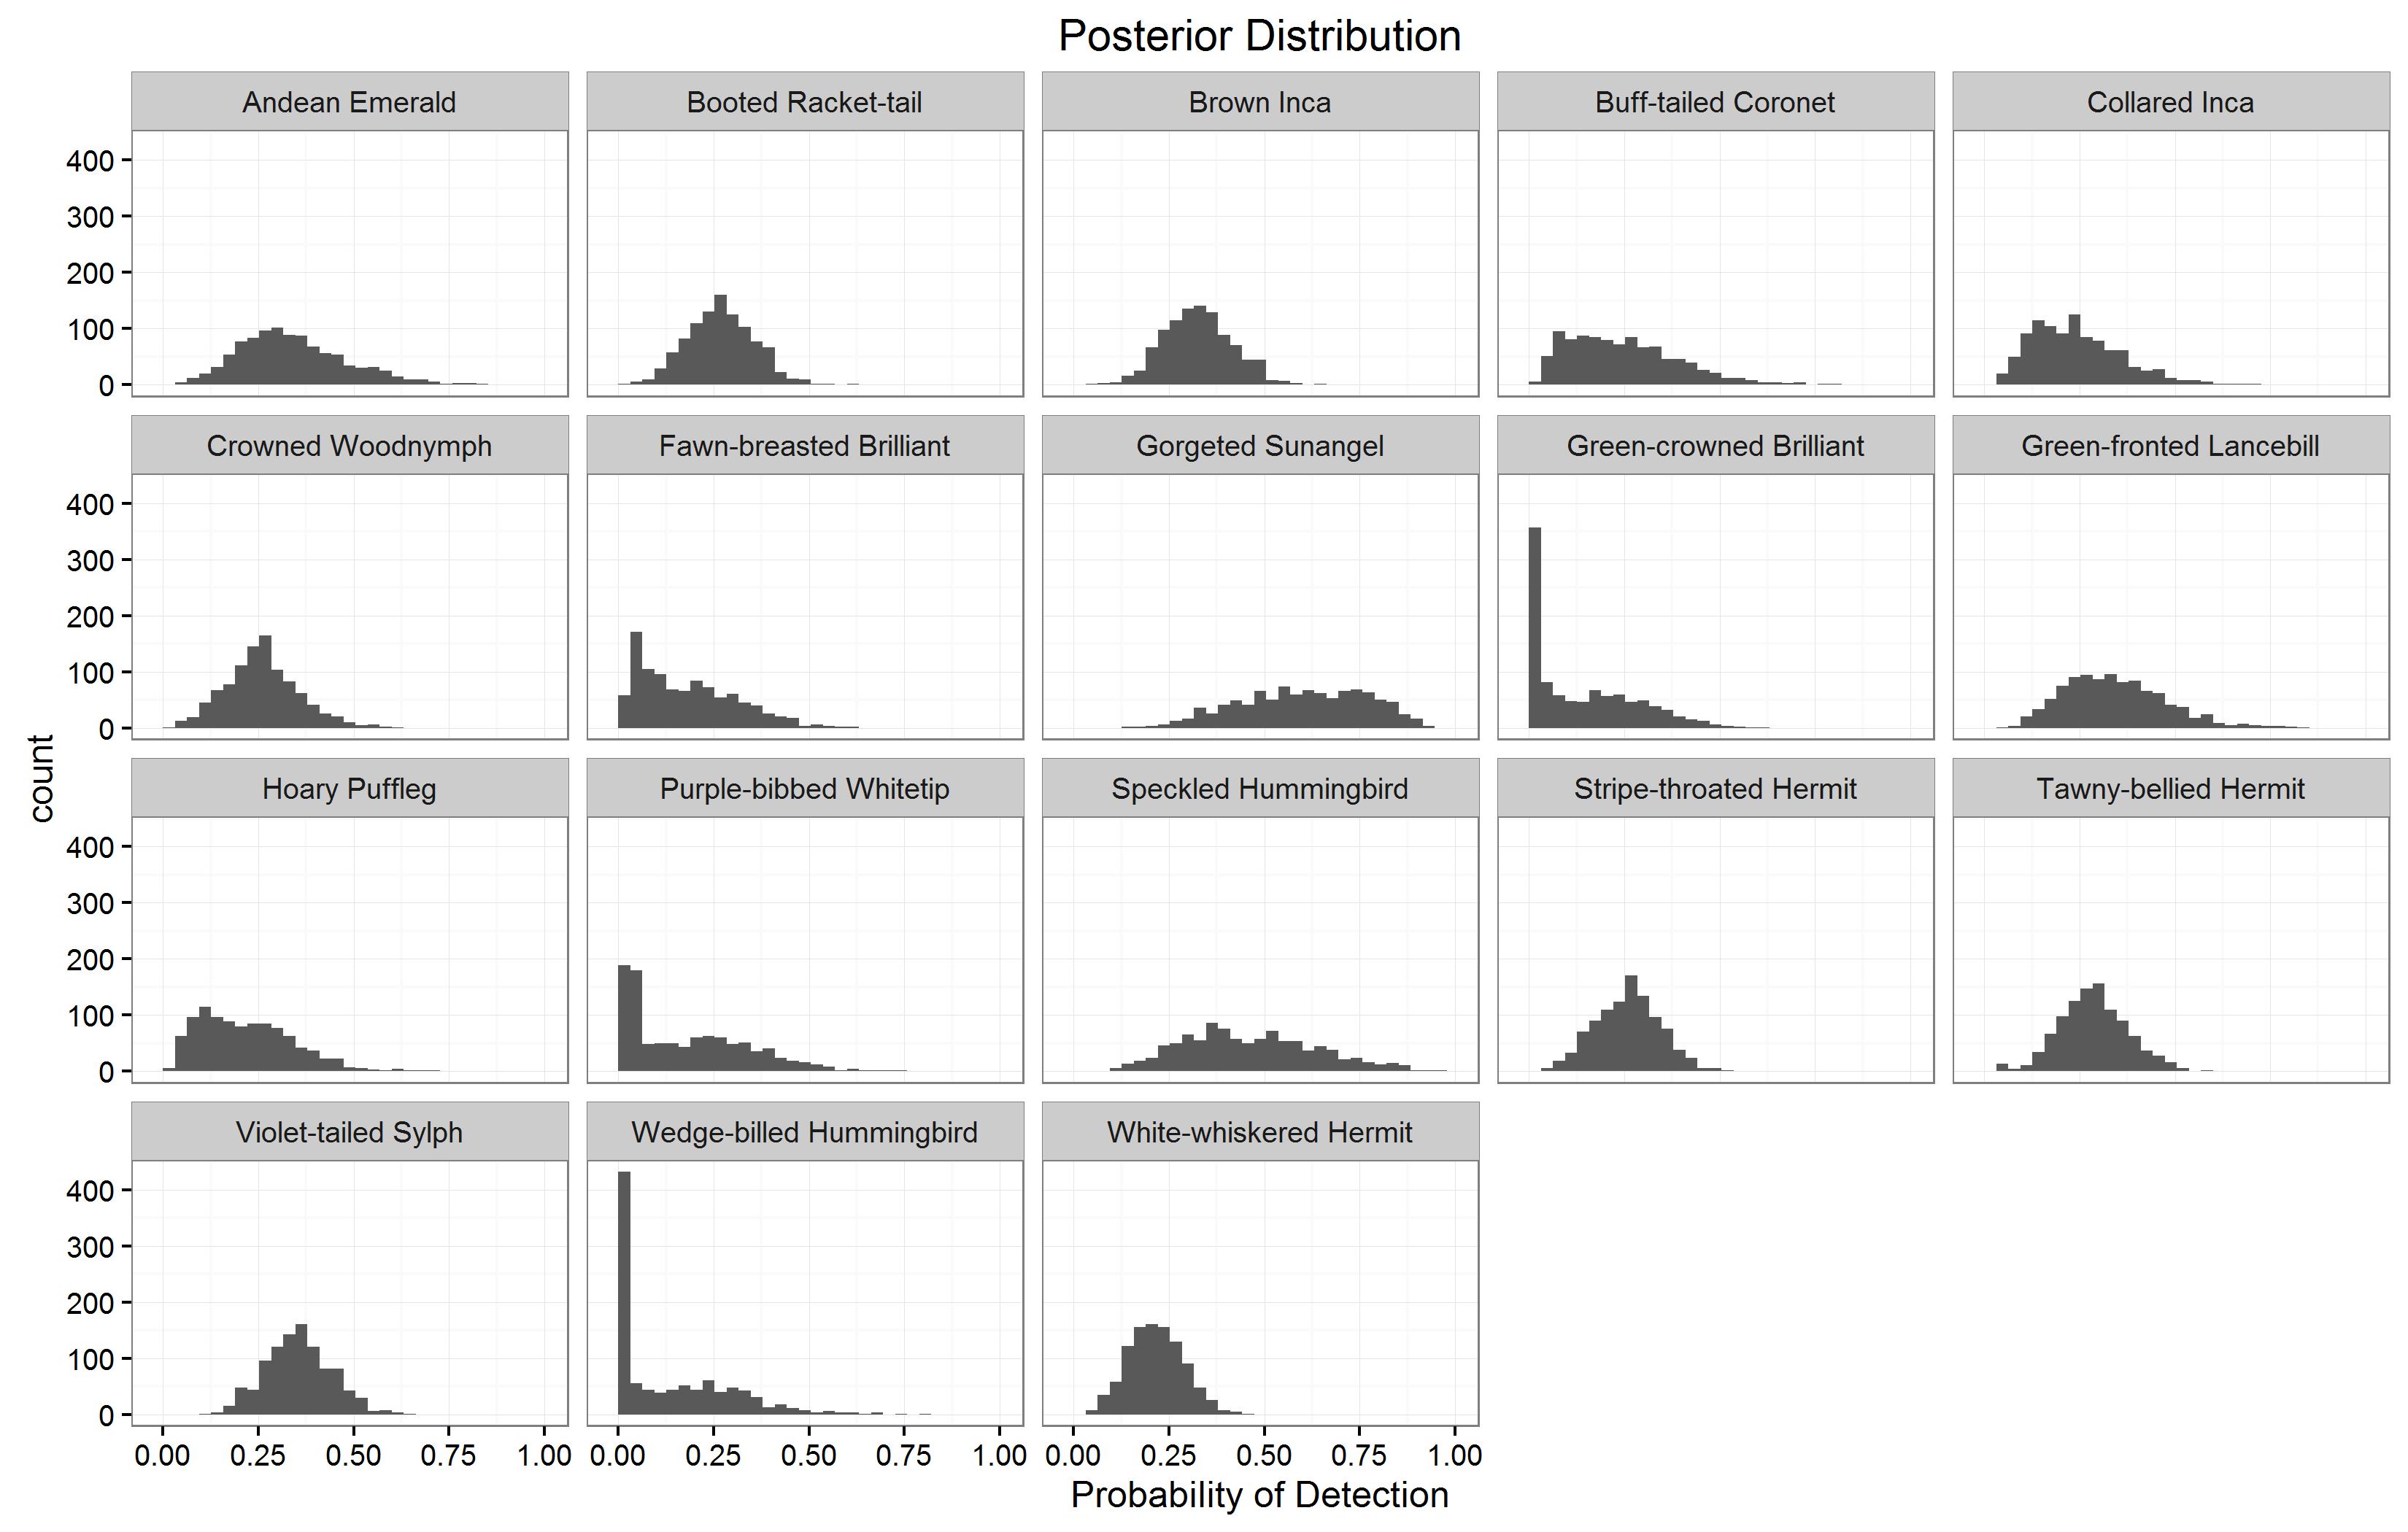 Posterior Distribution
Andean Emerald
Booted Racket-tail
Brown Inca
Buff-tailed Coronet
Collared Inca
400
300
200
100
0
Crowned Woodnymph
Fawn-breasted Brilliant
Gorgeted Sunangel
Green-crowned Brilliant
Green-fronted Lancebill
400
300
200
100
0
count
Hoary Puffleg
Purple-bibbed Whitetip
Speckled Hummingbird
Stripe-throated Hermit
Tawny-bellied Hermit
400
300
200
100
0
Violet-tailed Sylph
Wedge-billed Hummingbird
White-whiskered Hermit
400
300
200
100
0
0.00 0.25 0.50 0.75 1.00
0.00 0.25 0.50 0.75 1.00
0.00 0.25 0.50 0.75 1.00
Probability of Detection